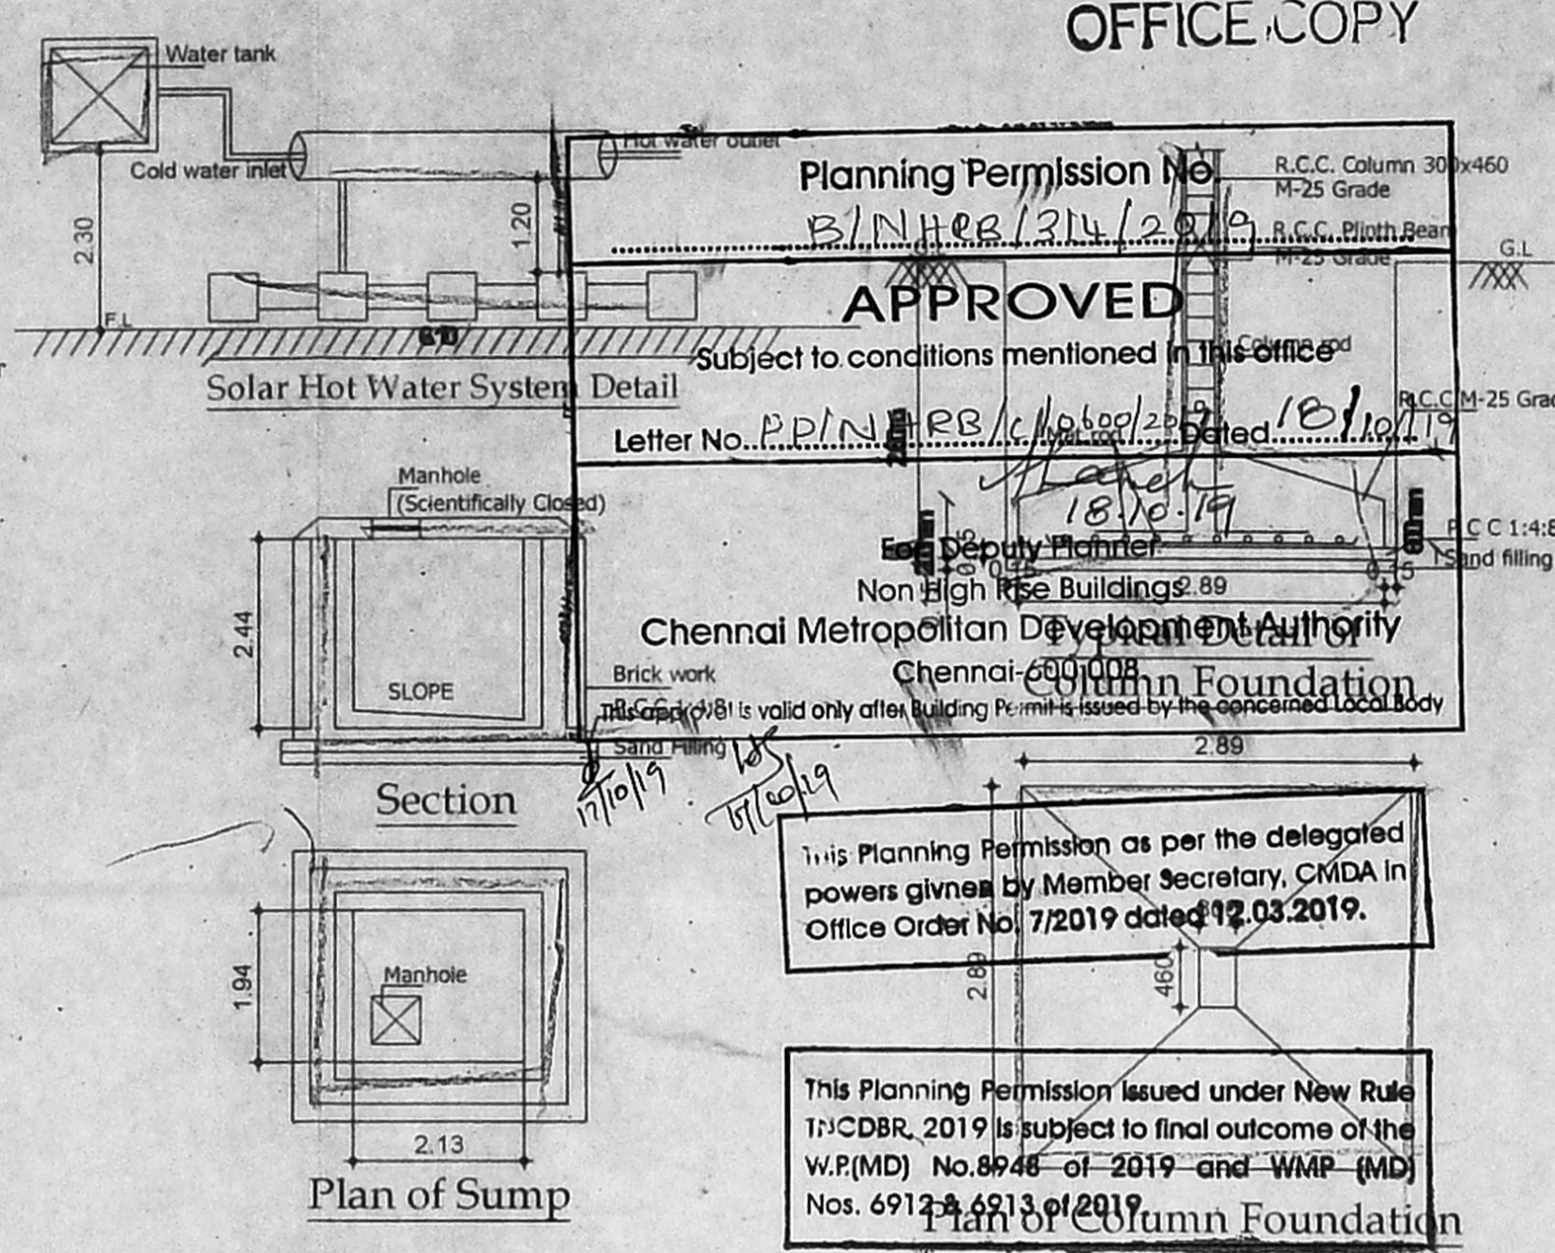 OFFICE COPY
Water tank
Cold water inlet
Hot water outlet
2.30
1.20
F.L
Solar Hot Water System Detail
Planning Permission No.
B/NHRB/314/2019
APPROVED
Subject to conditions mentioned in this office
Letter No. PP/NHRB/C/0600/2019 Dated 18/10/19
18.10.19
For Deputy Planner
Non High Rise Buildings
Chennai Metropolitan Development Authority
Chennai-600 008
This approval is valid only after Building Permit is issued by the concerned Local Body
R.C.C. Column 300x460
M-25 Grade
R.C.C. Plinth Beam
M-25 Grade
G.L
Column rod
R.C.C M-25 Grad
P C C 1:4:8
Sand filling
0.15
2.89
Typical Detail of
Column Foundation
Manhole
(Scientifically Closed)
2.44
SLOPE
Brick work
Sand Filling
Section
17/10/19
Manhole
1.94
2.13
Plan of Sump
2.89
This Planning Permission as per the delegated
powers givnen by Member Secretary, CMDA in
Office Order No. 7/2019 dated 12.03.2019.
2.89
460
This Planning Permission issued under New Rule
TNCDBR, 2019 is subject to final outcome of the
W.P.(MD) No.8948 of 2019 and WMP (MD)
Nos. 6912 & 6913 of 2019.
Plan of Column Foundation